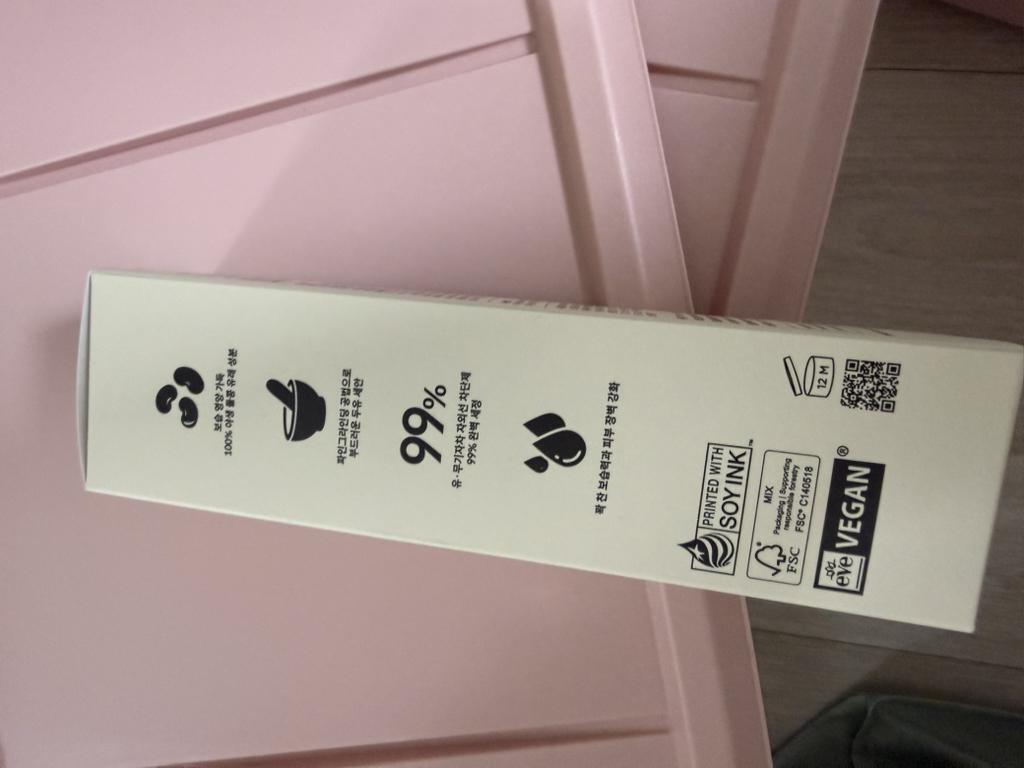 보습 영양 가득
100% 야생 돌콩 유래 성분
파인그라인딩 공법으로
부드러운 두유 세안
99%
유·무기자차 자외선 차단제
99% 완벽 세정
꽉 찬 보습력과 피부 장벽 강화
12 M
PRINTED WITH
SOY INK™
FSC®
MIX
Packaging | Supporting
responsible forestry
FSC® C140518
eve VEGAN®